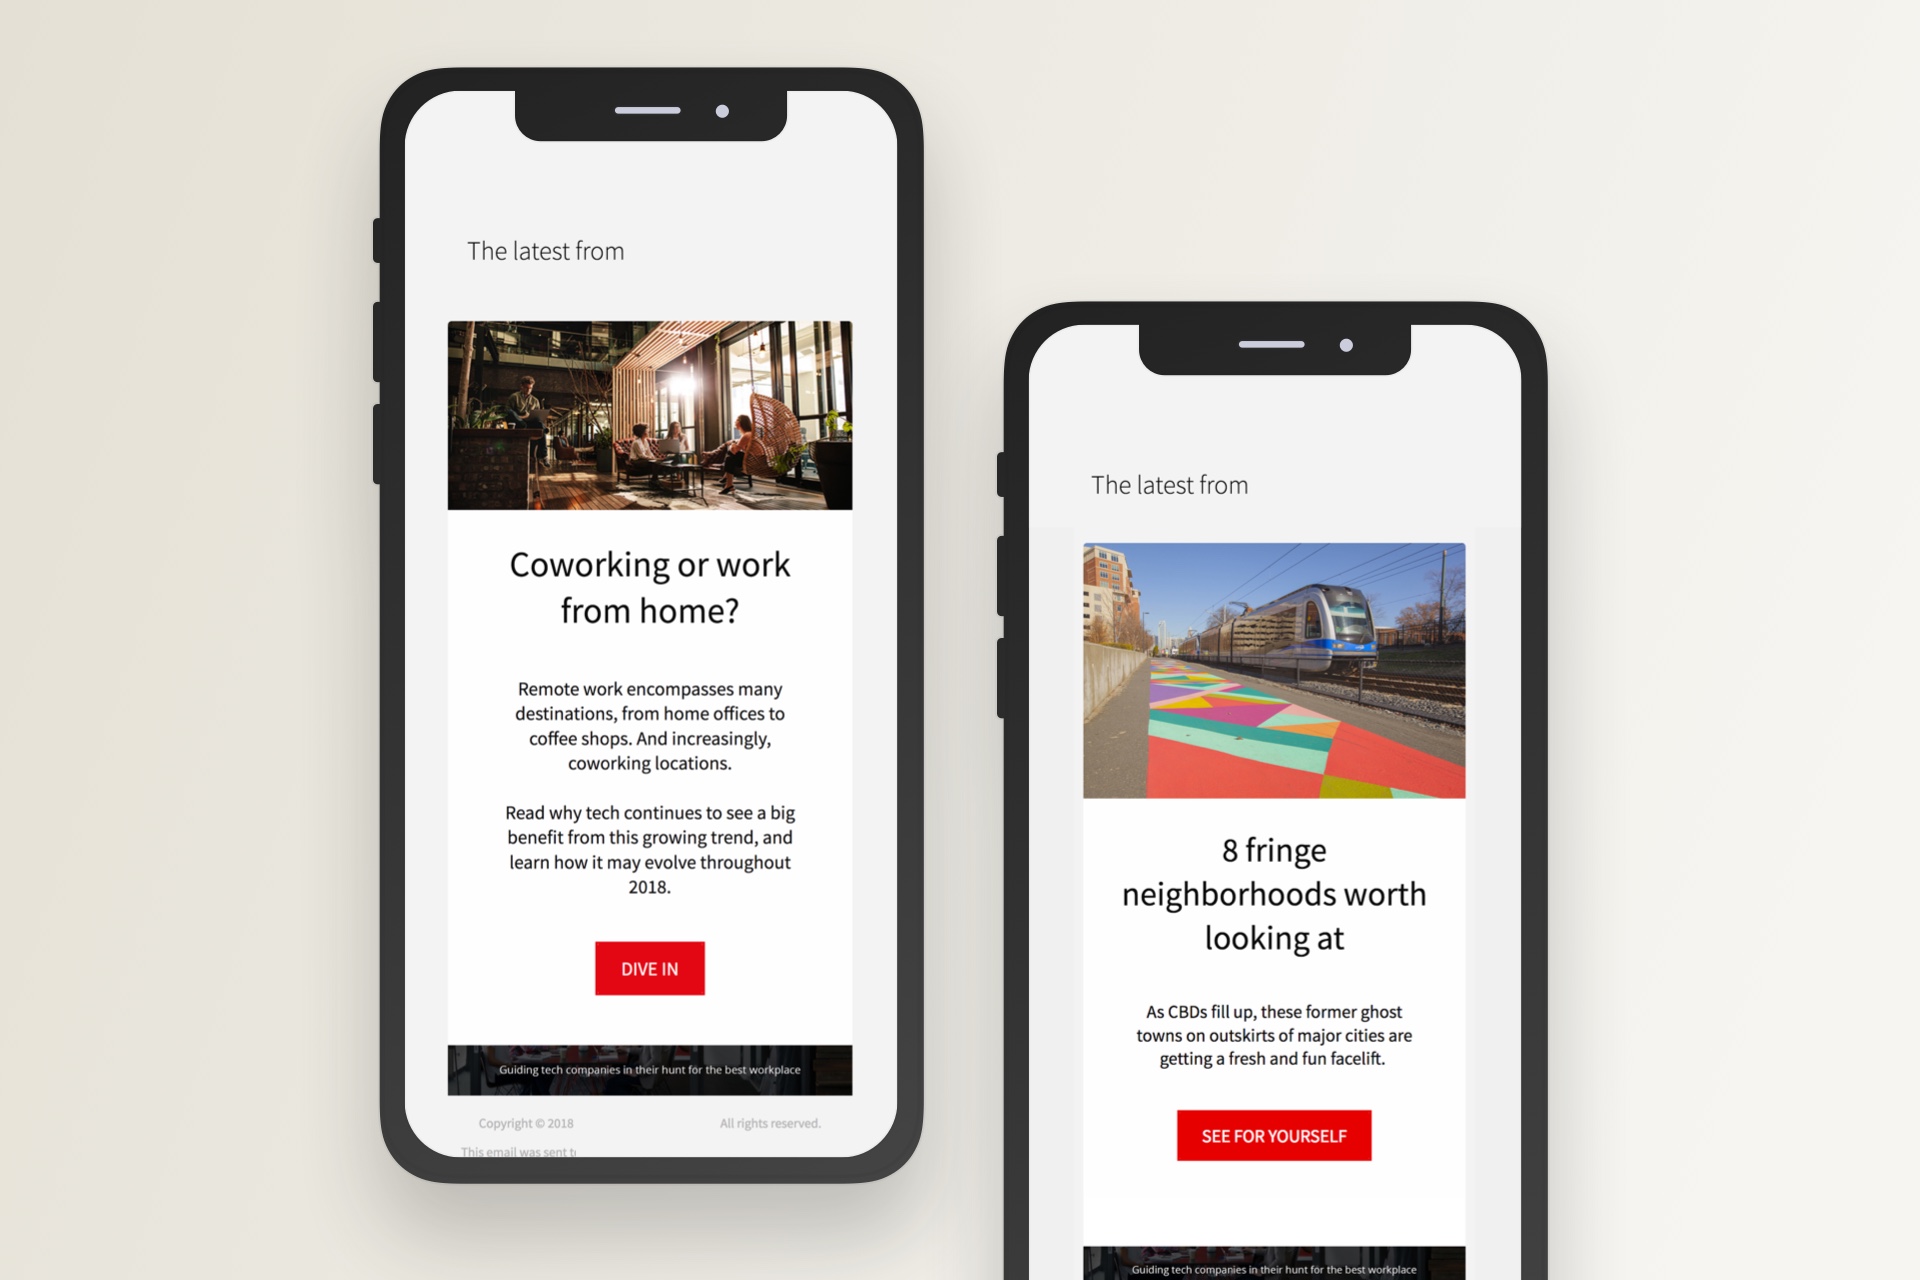 The latest from
Coworking or work
from home?
Remote work encompasses many
destinations, from home offices to
coffee shops. And increasingly,
coworking locations.
Read why tech continues to see a big
benefit from this growing trend, and
learn how it may evolve throughout
2018.
DIVE IN
Guiding tech companies in their hunt for the best workplace
Copyright © 2018
All rights reserved.
This email was sent
The latest from
8 fringe
neighborhoods worth
looking at
As CBDs fill up, these former ghost
towns on outskirts of major cities are
getting a fresh and fun facelift.
SEE FOR YOURSELF
Guiding tech companies in their hunt for the best workplace